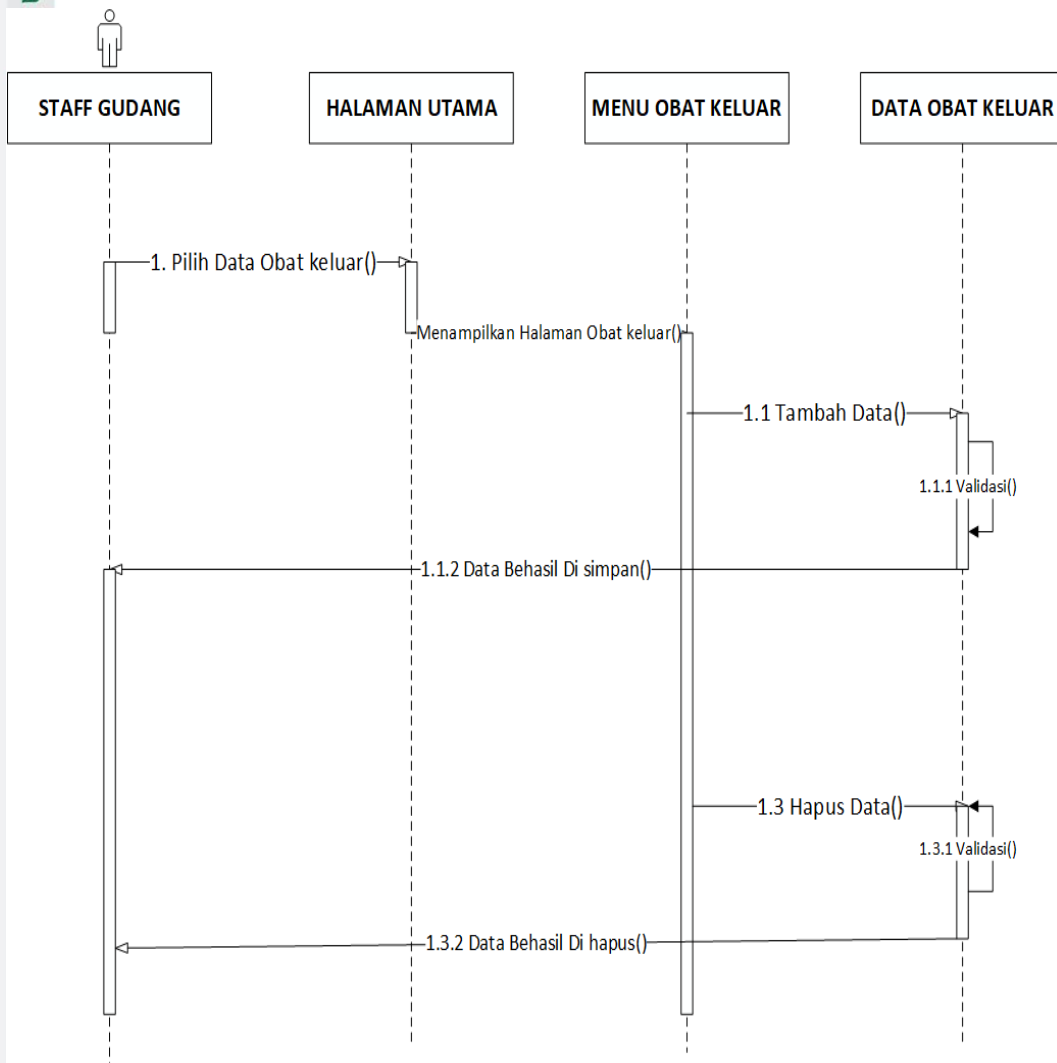 STAFF GUDANG
HALAMAN UTAMA
MENU OBAT KELUAR
DATA OBAT KELUAR
1. Pilih Data Obat keluar()
Menampilkan Halaman Obat keluar()
1.1 Tambah Data()
1.1.1 Validasi()
1.1.2 Data Behasil Di simpan()
1.3 Hapus Data()
1.3.1 Validasi()
1.3.2 Data Behasil Di hapus()